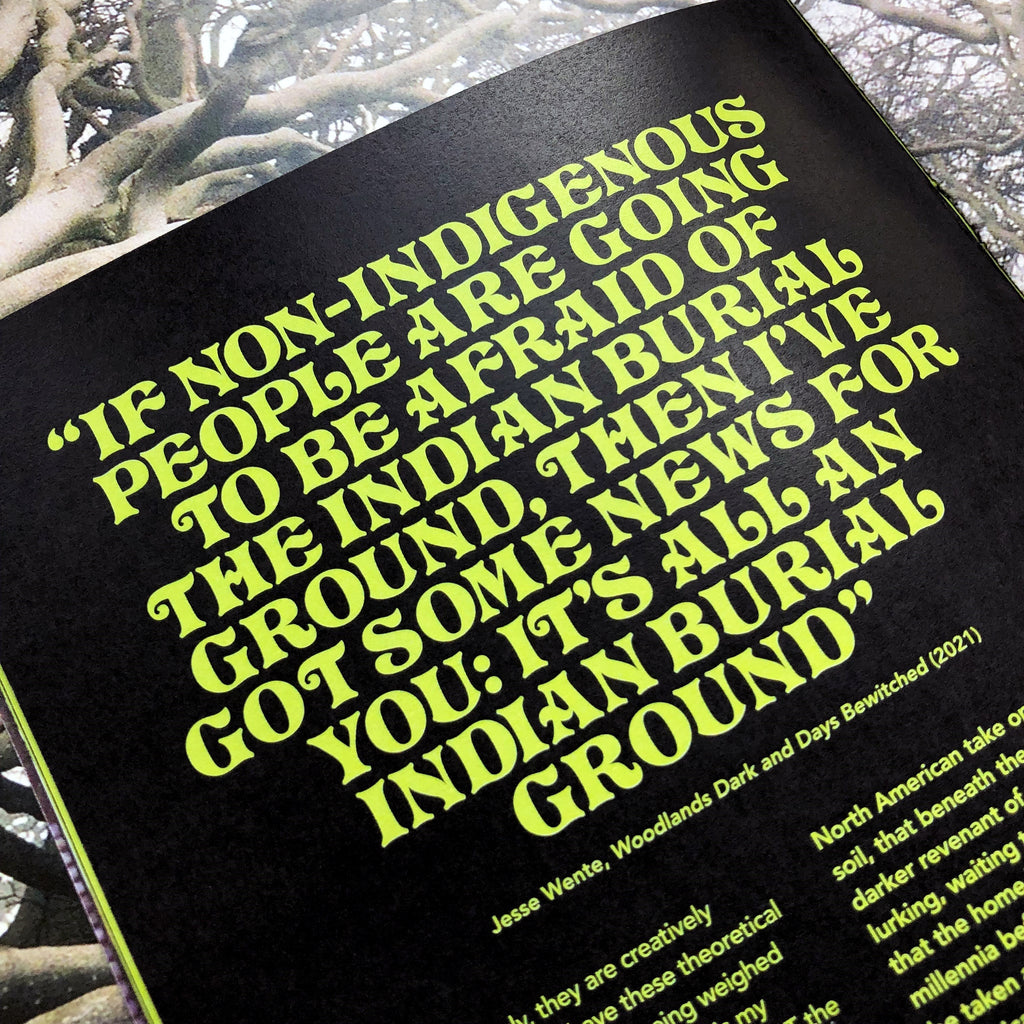 “IF NON-INDIGENOUS
PEOPLE ARE GOING
TO BE AFRAID OF
THE INDIAN BURIAL
GROUND, THEN I’VE
GOT SOME NEWS FOR
YOU: IT’S ALL AN
INDIAN BURIAL
GROUND”
Jesse Wente, Woodlands Dark and Days Bewitched (2021)
they are creatively
these theoretical
weighed
my
the
North American take
soil, that beneath the
darker revenant of
lurking, waiting
that the home
millennia
taken